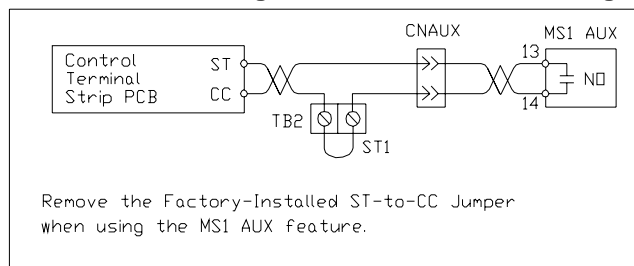 CNAUX
MS1 AUX
Control
Terminal
Strip PCB
ST
CC
13
14
NO
TB2
ST1
Remove the Factory-Installed ST-to-CC Jumper
when using the MS1 AUX feature.